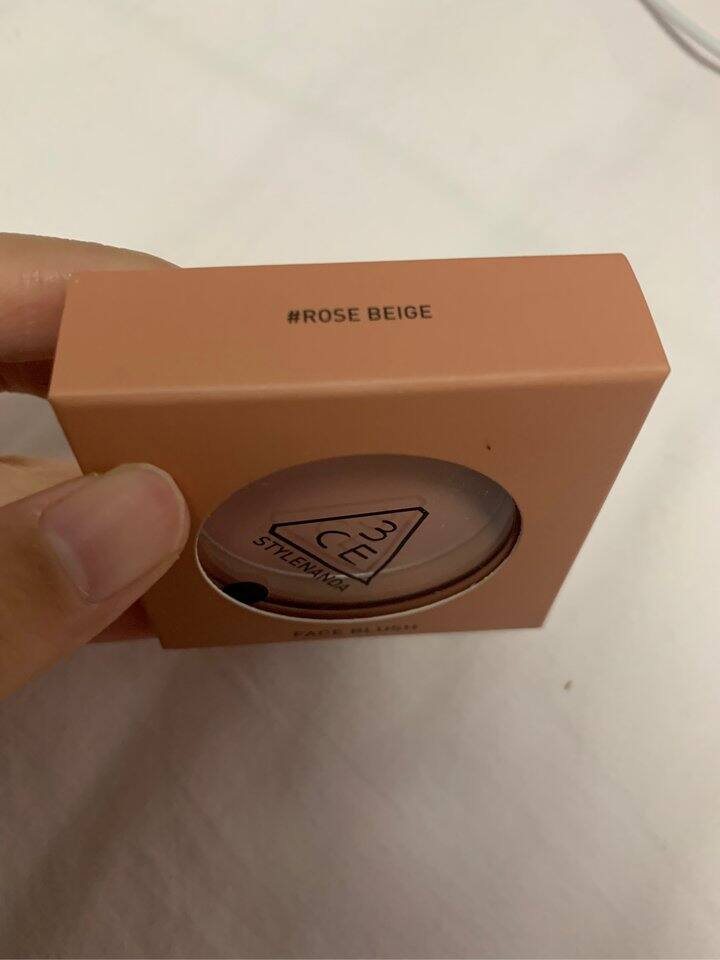 #ROSE BEIGE
3
CE
STYLENANDA
FACE BLUSH